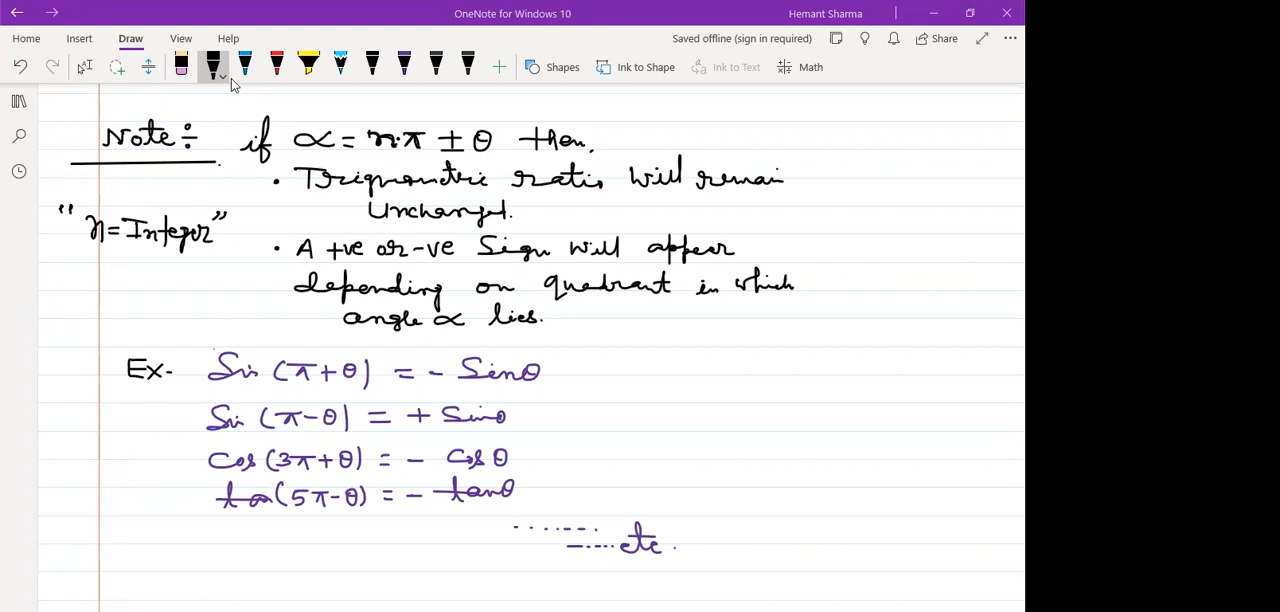 OneNote for Windows 10
Hemant Sharma
Home Insert Draw View Help
Saved offline (sign in required) Share
Shapes Ink to Shape Ink to Text Math
Note ÷ if α = n·π ± θ then,
• Trigonometric ratio will remain
Unchanged.
"n = Integer"
• A +ve or -ve Sign will appear
depending on quadrant in which
angle α lies.
Ex- Sin (π+θ) = - Sinθ
Sin (π-θ) = + Sinθ
Cos (3π+θ) = - Cosθ
tan (5π-θ) = - tanθ
........ ......etc.